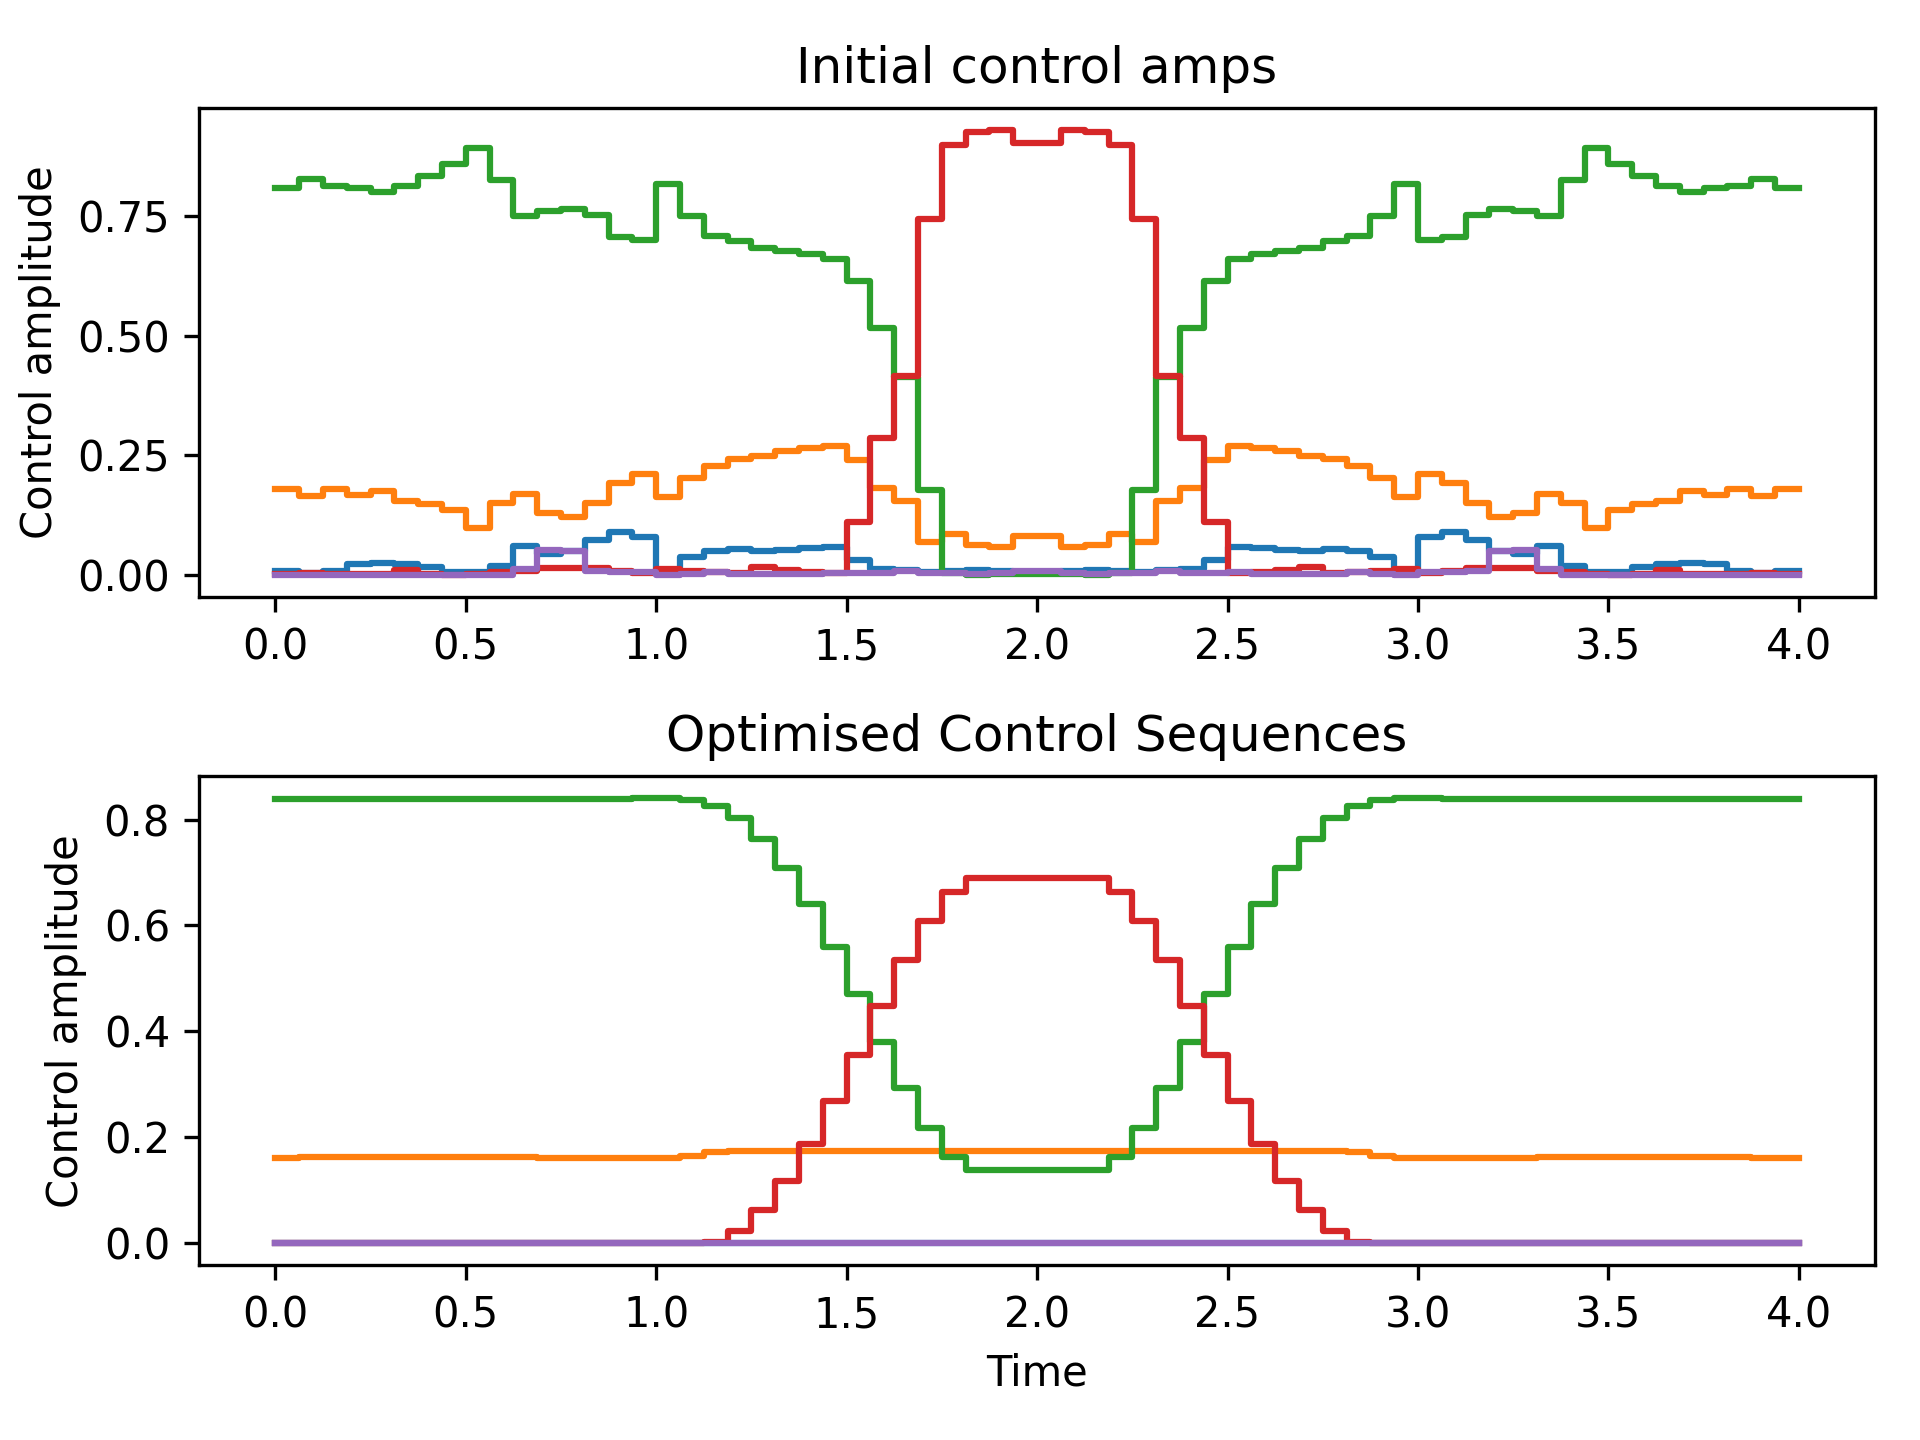 Initial control amps
Control amplitude
0.75
0.50
0.25
0.00
0.0 0.5 1.0 1.5 2.0 2.5 3.0 3.5 4.0
Optimised Control Sequences
Control amplitude
0.8
0.6
0.4
0.2
0.0
0.0 0.5 1.0 1.5 2.0 2.5 3.0 3.5 4.0
Time